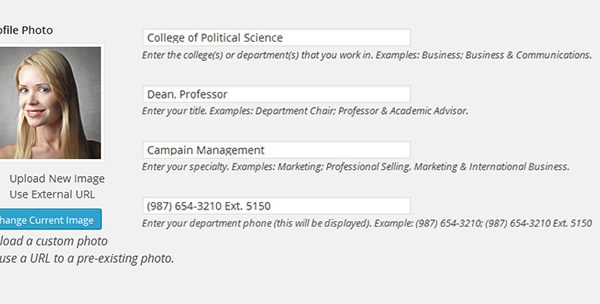 ofile Photo
College of Political Science
Enter the college(s) or department(s) that you work in. Examples: Business; Business & Communications.
Dean, Professor
Enter your title. Examples: Department Chair; Professor & Academic Advisor.
Campain Management
Enter your specialty. Examples: Marketing; Professional Selling, Marketing & International Business.
Upload New Image
Use External URL
(987) 654-3210 Ext. 5150
hange Current Image
Enter your department phone (this will be displayed). Example: (987) 654-3210; (987) 654-3210 Ext. 5150
load a custom photo
use a URL to a pre-existing photo.